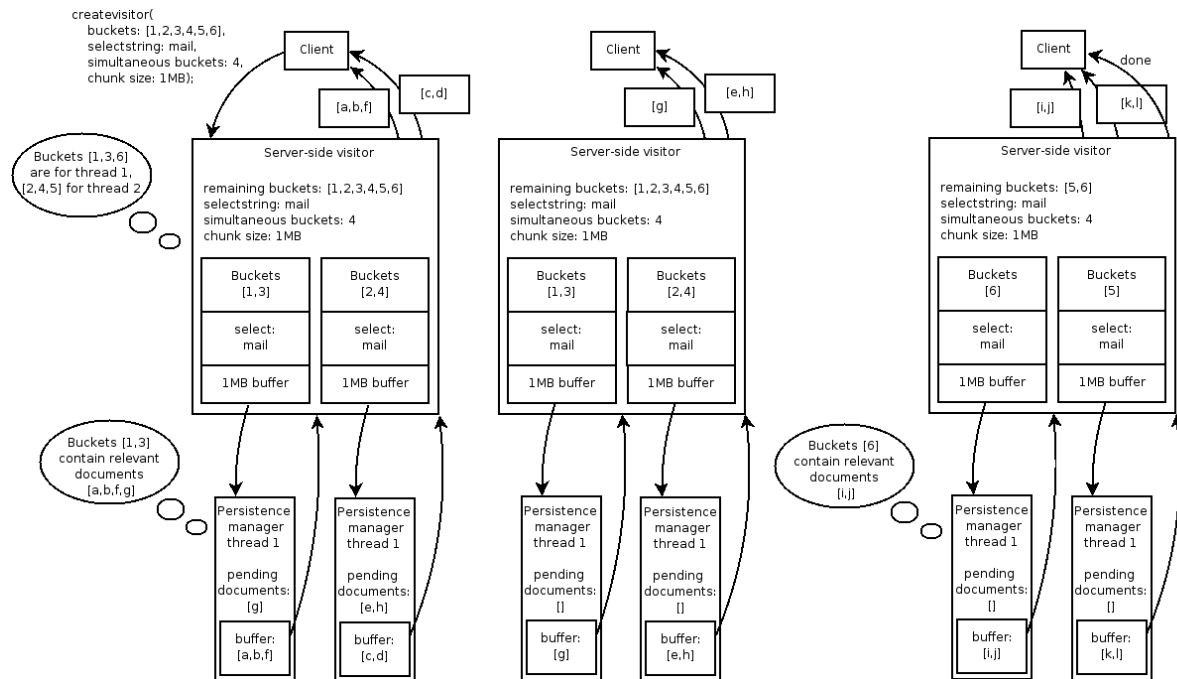 createvisitor(
buckets: [1,2,3,4,5,6],
selectstring: mail,
simultaneous buckets: 4,
chunk size: 1MB);
Client
[a,b,f]
[c,d]
Buckets [1,3,6]
are for thread 1,
[2,4,5] for thread 2
Server-side visitor
remaining buckets: [1,2,3,4,5,6]
selectstring: mail
simultaneous buckets: 4
chunk size: 1MB
Buckets
[1,3]
select:
mail
1MB buffer
Buckets
[2,4]
select:
mail
1MB buffer
Buckets [1,3]
contain relevant
documents
[a,b,f,g]
Persistence
manager
thread 1
pending
documents:
[g]
buffer:
[a,b,f]
Persistence
manager
thread 1
pending
documents:
[e,h]
buffer:
[c,d]
Client
[g]
[e,h]
Server-side visitor
remaining buckets: [1,2,3,4,5,6]
selectstring: mail
simultaneous buckets: 4
chunk size: 1MB
Buckets
[1,3]
select:
mail
1MB buffer
Buckets
[2,4]
select:
mail
1MB buffer
Persistence
manager
thread 1
pending
documents:
[]
buffer:
[g]
Persistence
manager
thread 1
pending
documents:
[]
buffer:
[e,h]
Client
done
[i,j]
[k,l]
Server-side visitor
remaining buckets: [5,6]
selectstring: mail
simultaneous buckets: 4
chunk size: 1MB
Buckets
[6]
select:
mail
1MB buffer
Buckets
[5]
select:
mail
1MB buffer
Buckets [6]
contain relevant
documents
[i,j]
Persistence
manager
thread 1
pending
documents:
[]
buffer:
[i,j]
Persistence
manager
thread 1
pending
documents:
[]
buffer:
[k,l]